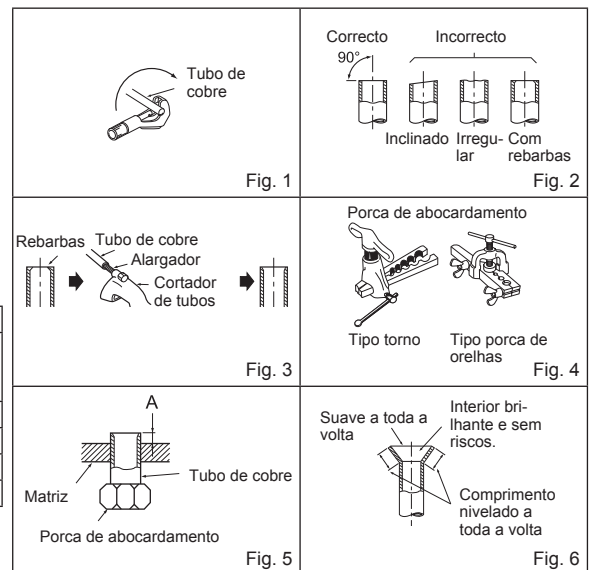 Tubo de
cobre
Fig. 1
Correcto
Incorrecto
90°
Inclinado
Irregu-
lar
Com
rebarbas
Fig. 2
Rebarbas
Tubo de cobre
Alargador
Cortador
de tubos
Fig. 3
Porca de abocardamento
Tipo torno
Tipo porca de
orelhas
Fig. 4
A
Tubo de cobre
Matriz
Porca de abocardamento
Fig. 5
Suave a toda a
volta
Interior bri-
lhante e sem
riscos.
Comprimento
nivelado a
toda a volta
Fig. 6